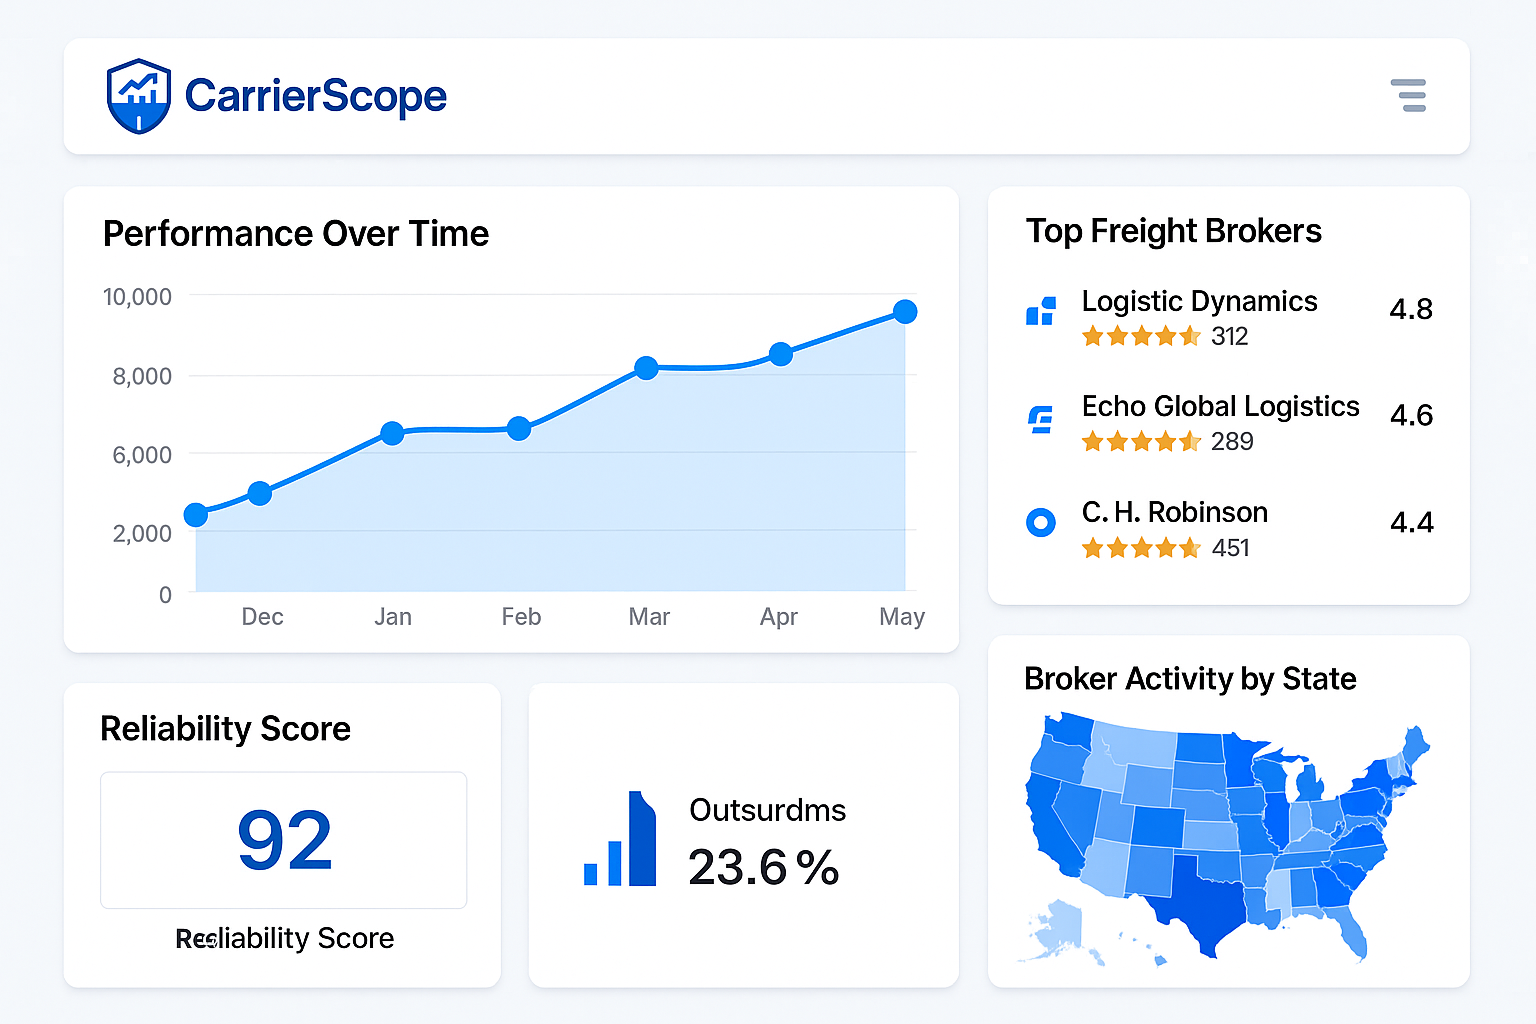 CarrierScope
Performance Over Time
10,000
8,000
6,000
2,000
0
Dec Jan Feb Mar Apr May
Top Freight Brokers
Logistic Dynamics 4.8
312
Echo Global Logistics 4.6
289
C. H. Robinson 4.4
451
Reliability Score
92
Reliability Score
Outsurdms
23.6 %
Broker Activity by State